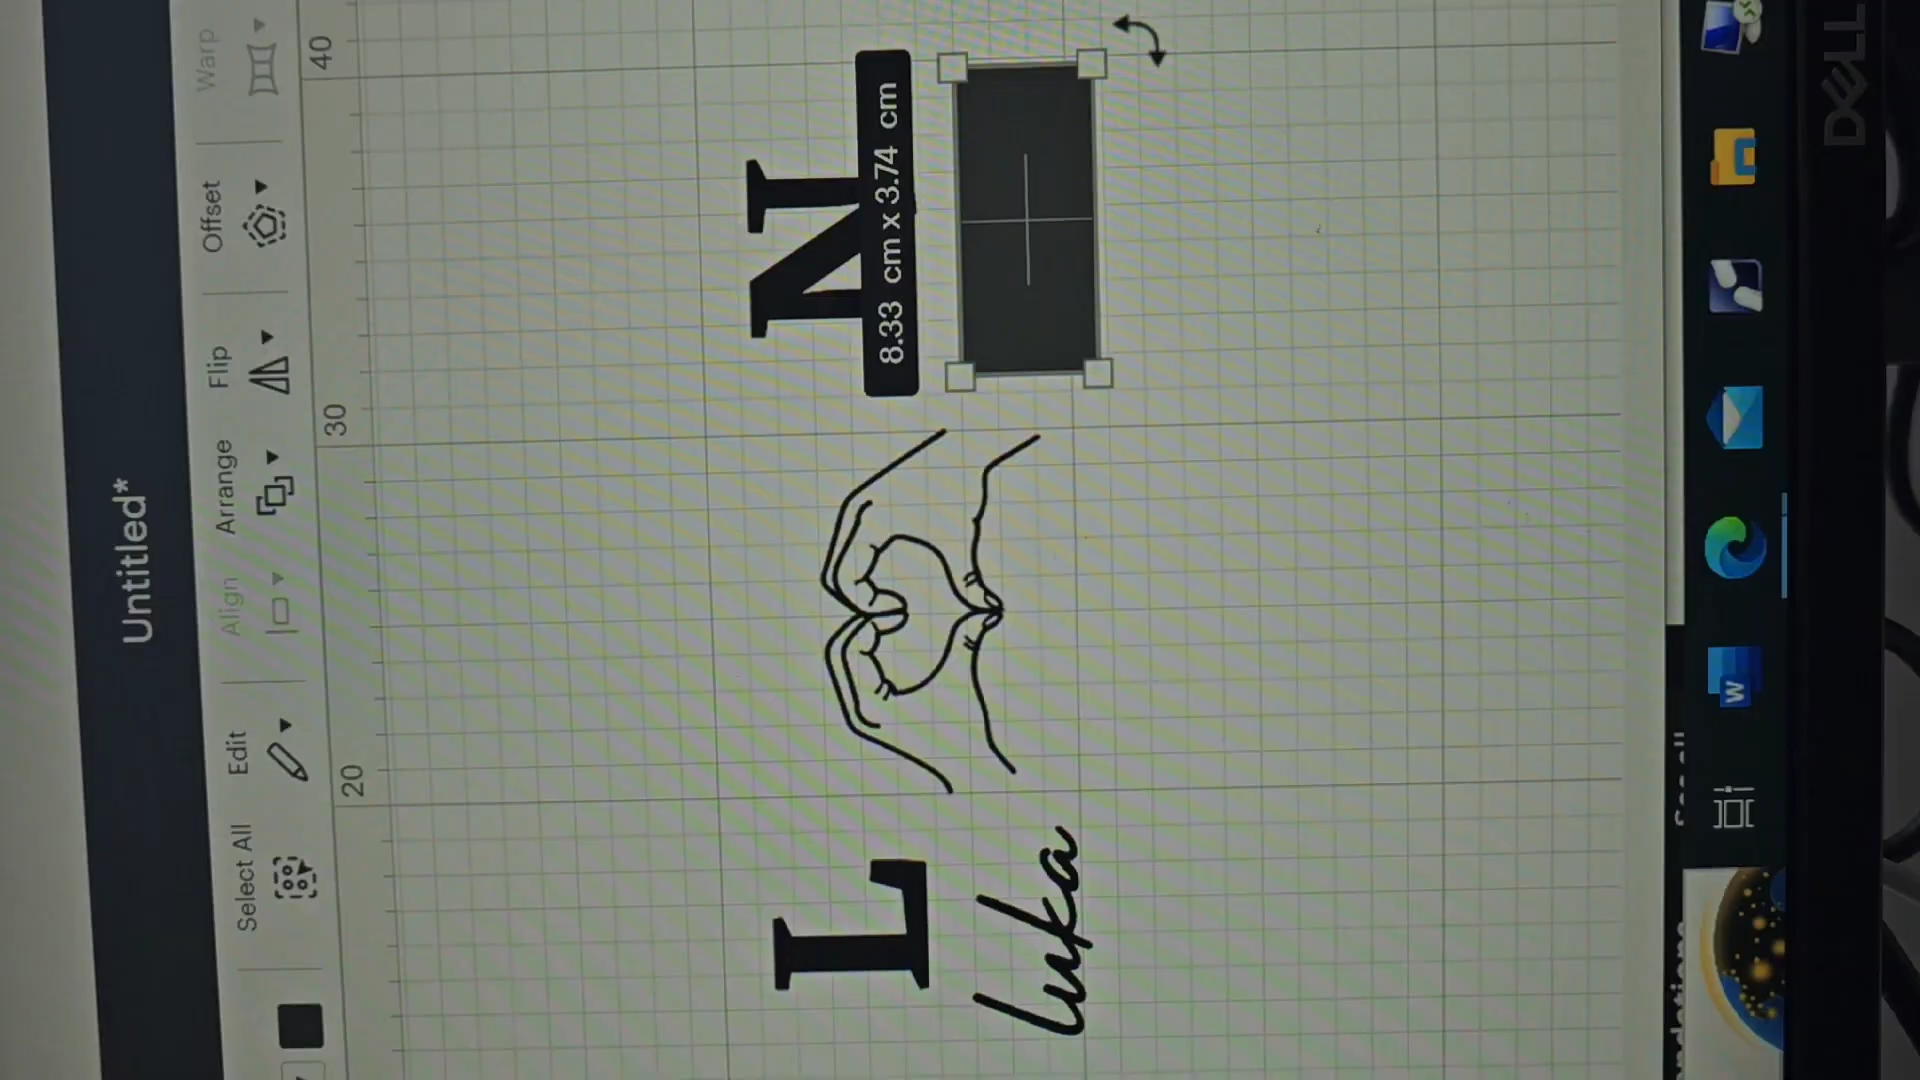 Untitled*
Select All
Edit
Align
Arrange
Flip
Offset
Warp
20
30
40
L
N
8.33 cm x 3.74 cm
Luka
W
DELL